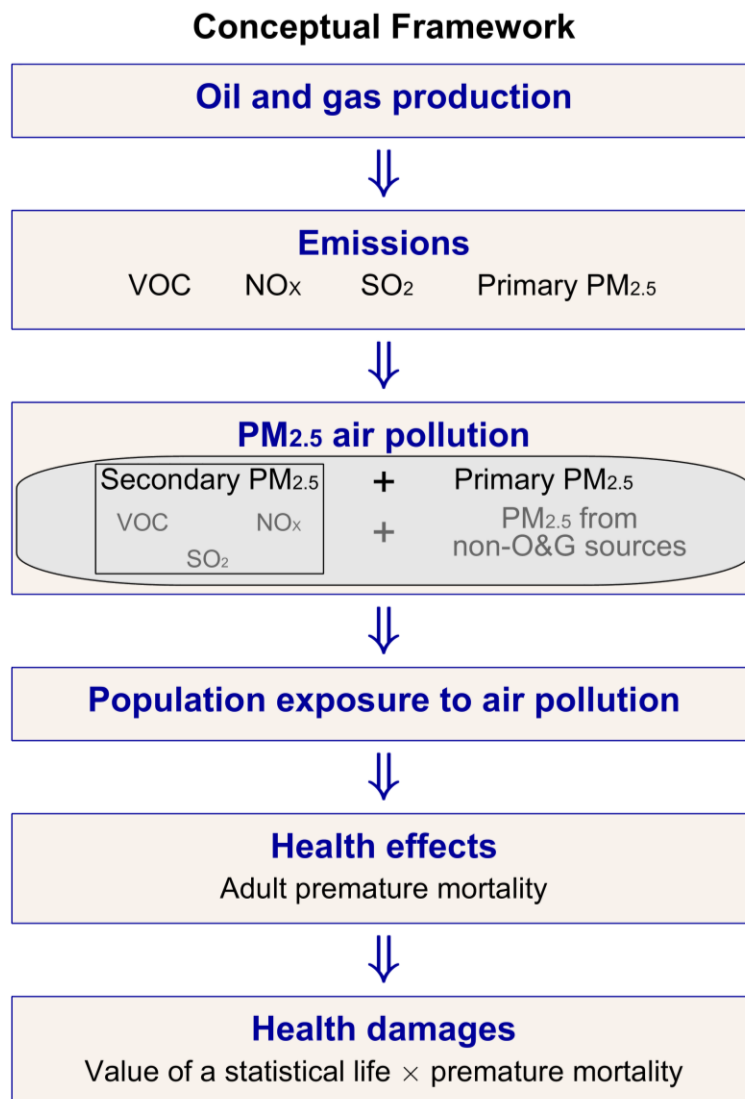 Conceptual Framework
Oil and gas production
⇓
Emissions
VOC NOx SO₂ Primary PM₂.₅
⇓
PM₂.₅ air pollution
Secondary PM₂.₅ + Primary PM₂.₅
VOC NOx + PM₂.₅ from
SO₂ non-O&G sources
⇓
Population exposure to air pollution
⇓
Health effects
Adult premature mortality
⇓
Health damages
Value of a statistical life × premature mortality